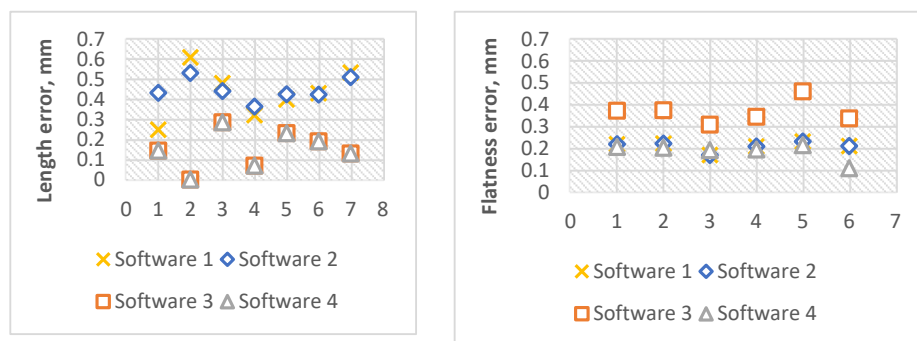 Length error, mm
0.7
0.6
0.5
0.4
0.3
0.2
0.1
0
0 1 2 3 4 5 6 7 8
Software 1 Software 2
Software 3 Software 4
Flatness error, mm
0.7
0.6
0.5
0.4
0.3
0.2
0.1
0
0 1 2 3 4 5 6 7
Software 1 Software 2
Software 3 Software 4